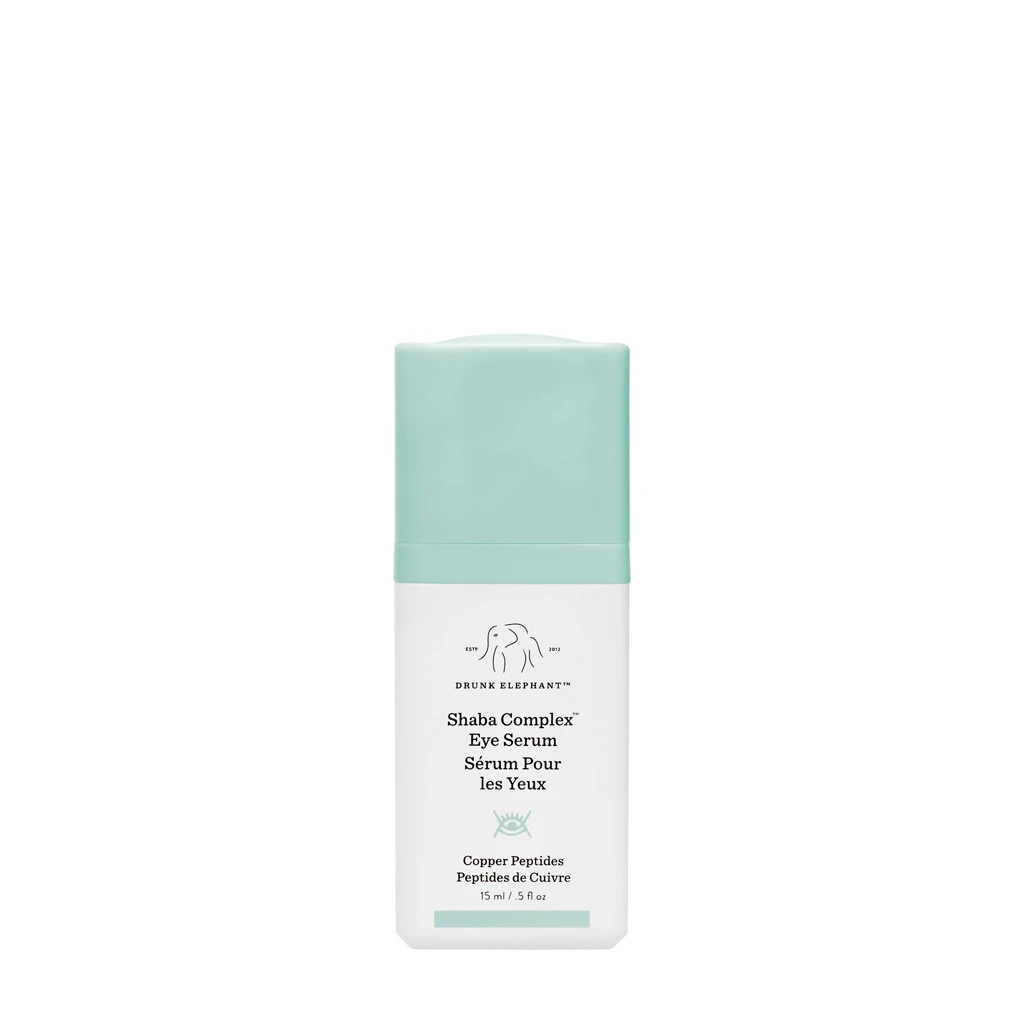 ESTD 2012
DRUNK ELEPHANT™
Shaba Complex™
Eye Serum
Sérum Pour
les Yeux
Copper Peptides
Peptides de Cuivre
15 ml / .5 fl oz